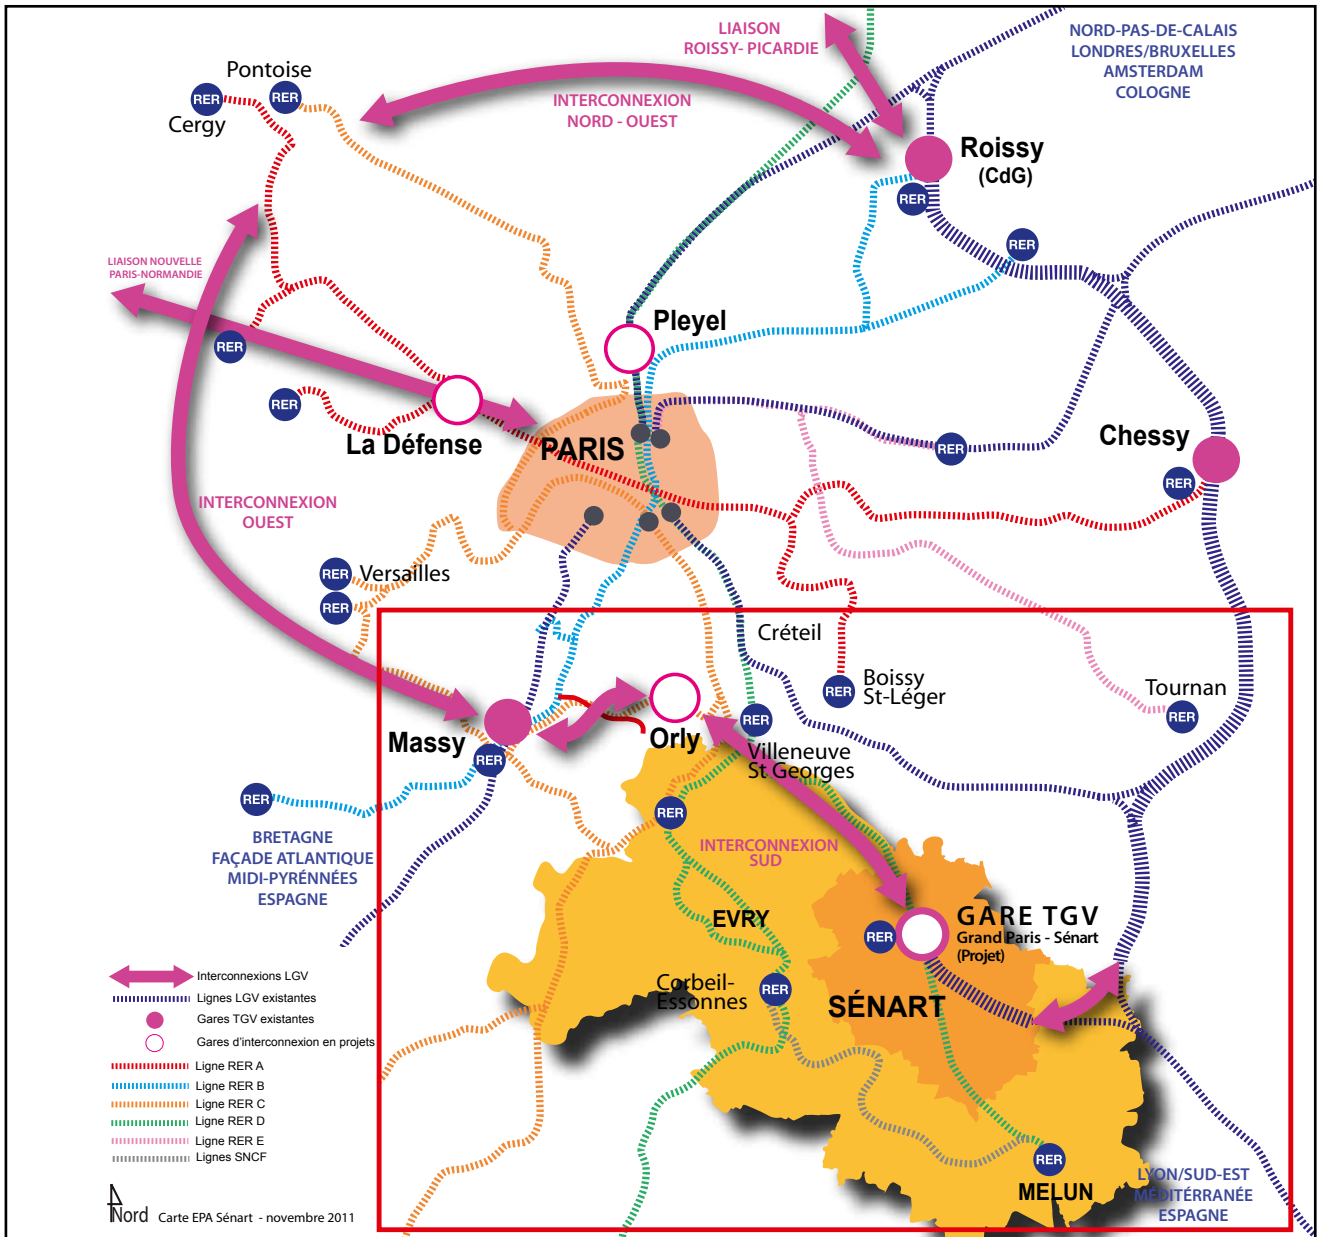 LIAISON
ROISSY- PICARDIE
NORD-PAS-DE-CALAIS
LONDRES/BRUXELLES
AMSTERDAM
COLOGNE
Pontoise
RER
RER
Cergy
INTERCONNEXION
NORD - OUEST
Roissy
(CdG)
RER
RER
LIAISON NOUVELLE
PARIS-NORMANDIE
Pleyel
RER
RER
La Défense
PARIS
RER
Chessy
RER
INTERCONNEXION
OUEST
RER
Versailles
RER
Créteil
RER
Boissy
St-Léger
Tournan
RER
Massy
RER
Orly
RER
Villeneuve
St Georges
RER
RER
BRETAGNE
FAÇADE ATLANTIQUE
MIDI-PYRÉNNÉES
ESPAGNE
INTERCONNEXION
SUD
EVRY
RER
GARE TGV
Grand Paris - Sénart
(Projet)
Corbeil-
Essonnes
RER
SÉNART
RER
MELUN
LYON/SUD-EST
MÉDITÉRRANÉE
ESPAGNE
Interconnexions LGV
Lignes LGV existantes
Gares TGV existantes
Gares d'interconnexion en projets
Ligne RER A
Ligne RER B
Ligne RER C
Ligne RER D
Ligne RER E
Lignes SNCF
Nord
Carte EPA Sénart - novembre 2011